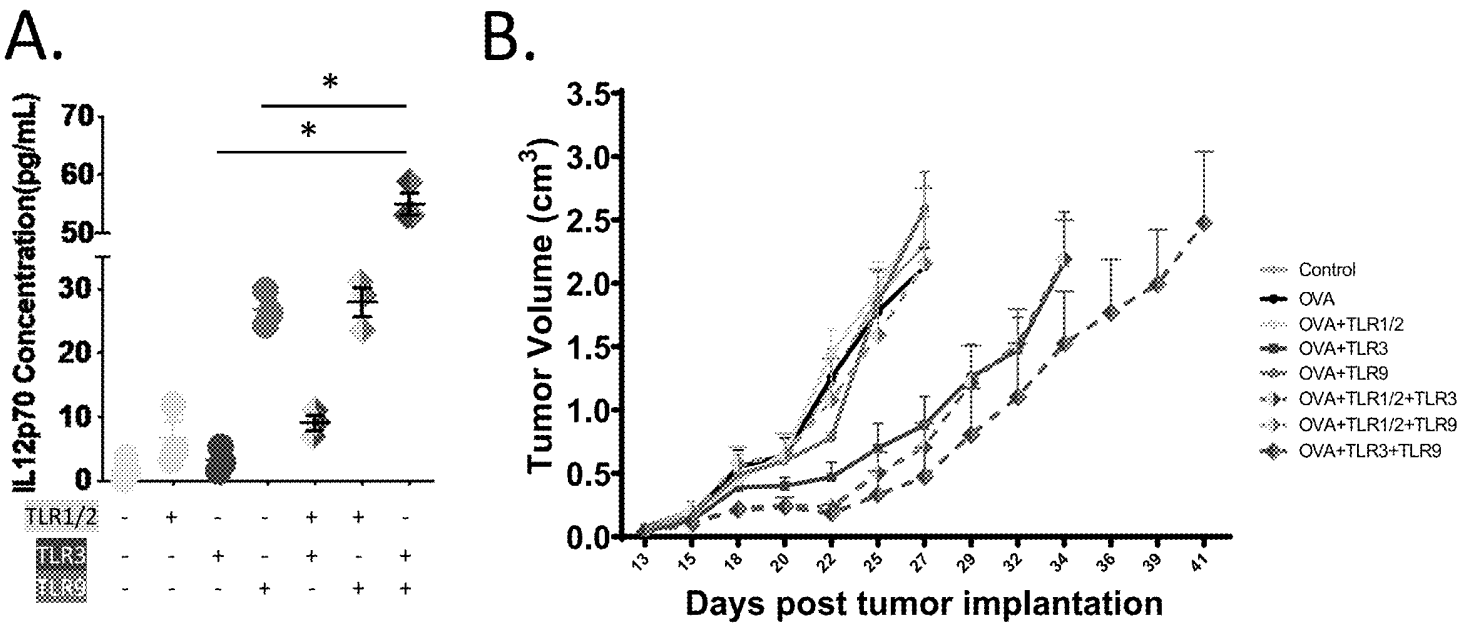 A.
IL12p70 Concentration(pg/mL)
70
60
50
30
20
10
0
*
*
TLR1/2 - + - - + + -
TLR3 - - + - + - +
TLR9 - - - + - + +
B.
Tumor Volume (cm3)
3.5
3.0
2.5
2.0
1.5
1.0
0.5
0.0
13 15 18 20 22 25 27 29 32 34 36 39 41
Days post tumor implantation
Control
OVA
OVA+TLR1/2
OVA+TLR3
OVA+TLR9
OVA+TLR1/2+TLR3
OVA+TLR1/2+TLR9
OVA+TLR3+TLR9